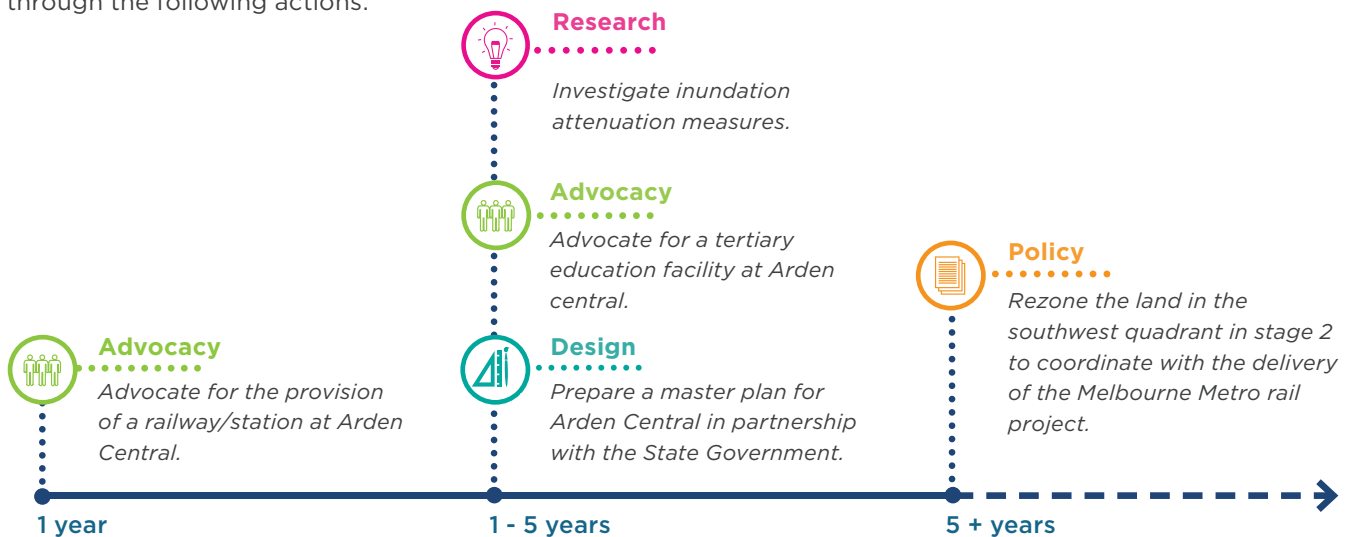 through the following actions.
Research
Investigate inundation
attenuation measures.
Advocacy
Advocate for a tertiary
education facility at Arden
central.
Design
Prepare a master plan for
Arden Central in partnership
with the State Government.
Advocacy
Advocate for the provision
of a railway/station at Arden
Central.
Policy
Rezone the land in the
southwest quadrant in stage 2
to coordinate with the delivery
of the Melbourne Metro rail
project.
1 year
1 - 5 years
5 + years